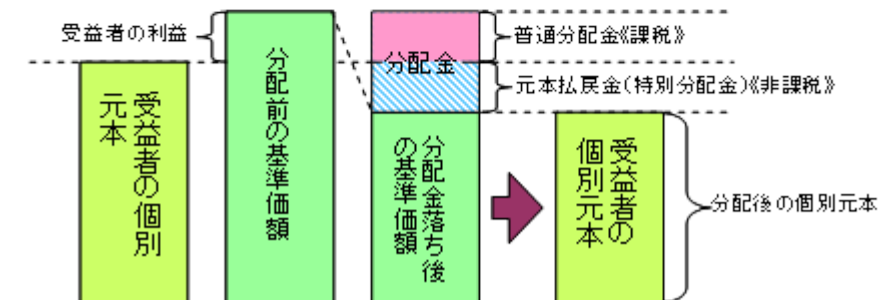 受益者の利益
受益者の個別
元本
分配前の基準価額
分配金
分配金落ち後
の基準価額
普通分配金《課税》
元本払戻金(特別分配金)《非課税》
受益者の
個別元本
分配後の個別元本